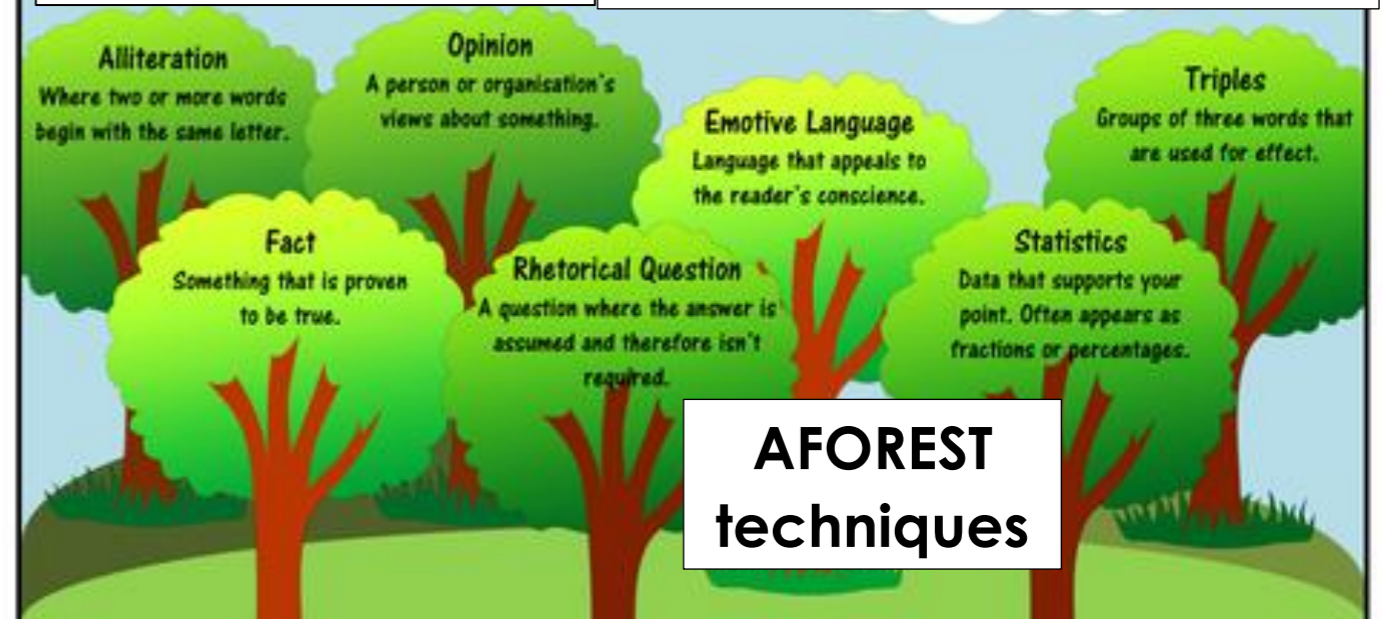 Alliteration
Where two or more words
begin with the same letter.
Opinion
A person or organisation's
views about something.
Emotive Language
Language that appeals to
the reader's conscience.
Triples
Groups of three words that
are used for effect.
Fact
Something that is proven
to be true.
Rhetorical Question
A question where the answer is
assumed and therefore isn't
required.
Statistics
Data that supports your
point. Often appears as
fractions or percentages.
AFOREST
techniques